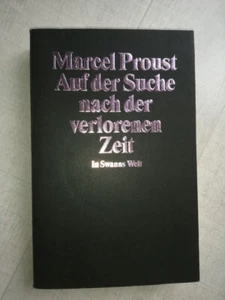 Marcel Proust
Auf der Suche
nach der
verlorenen
Zeit
In Swanns Welt